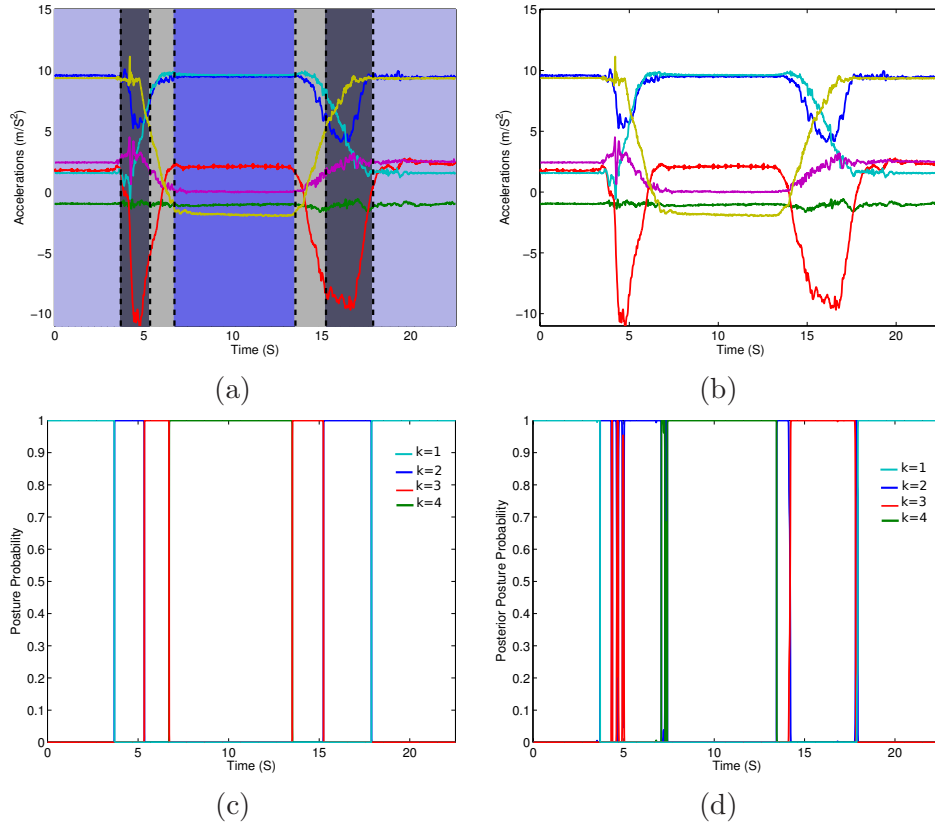 15
10
5
0
−5
−10
Accelerations (m/S²)
0 5 10 15 20
Time (S)
(a)
15
10
5
0
−5
−10
Accelerations (m/S²)
0 5 10 15 20
Time (S)
(b)
1
0.9
0.8
0.7
0.6
0.5
0.4
0.3
0.2
0.1
0
Posture Probability
k=1
k=2
k=3
k=4
0 5 10 15 20
Time (S)
(c)
1
0.9
0.8
0.7
0.6
0.5
0.4
0.3
0.2
0.1
0
Posterior Posture Probability
k=1
k=2
k=3
k=4
0 5 10 15 20
Time (S)
(d)